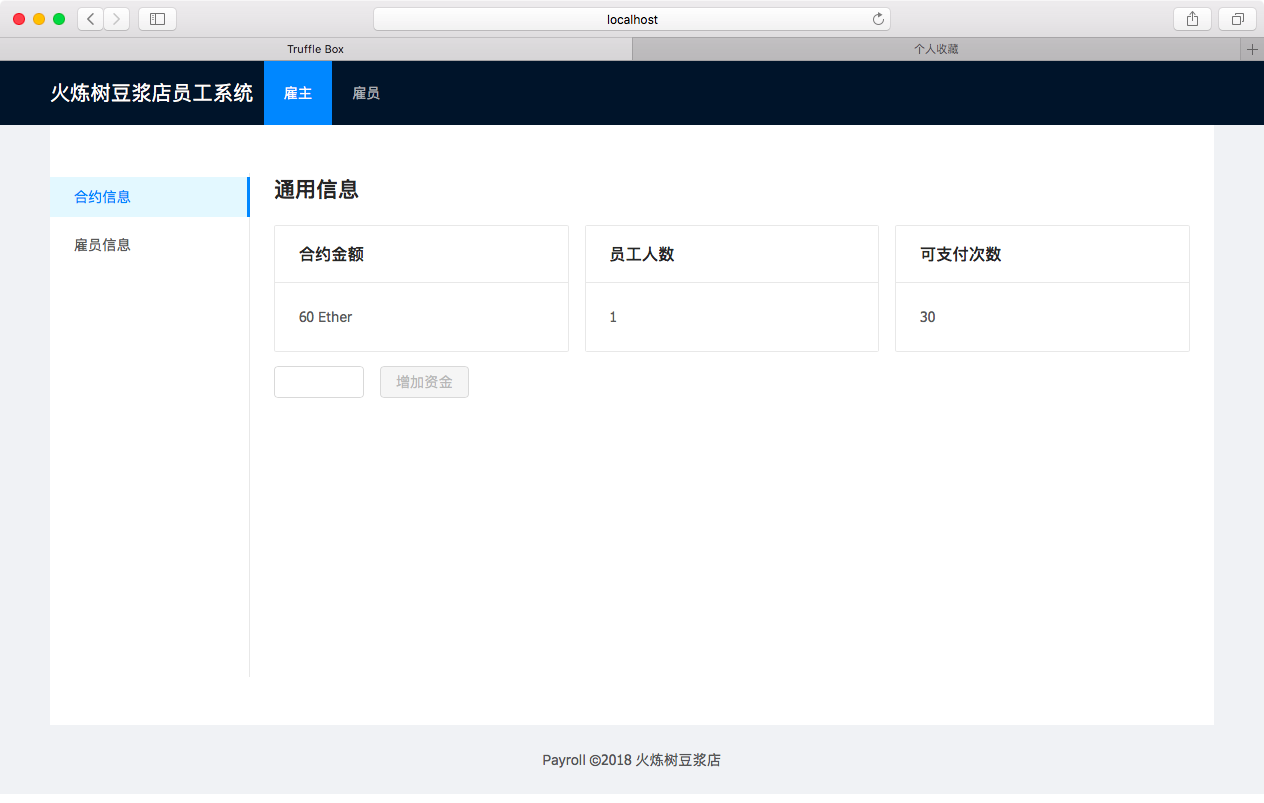 localhost
Truffle Box
个人收藏
火炼树豆浆店员工系统 雇主 雇员
合约信息
雇员信息
通用信息
合约金额
60 Ether
员工人数
1
可支付次数
30
增加资金
Payroll ©2018 火炼树豆浆店